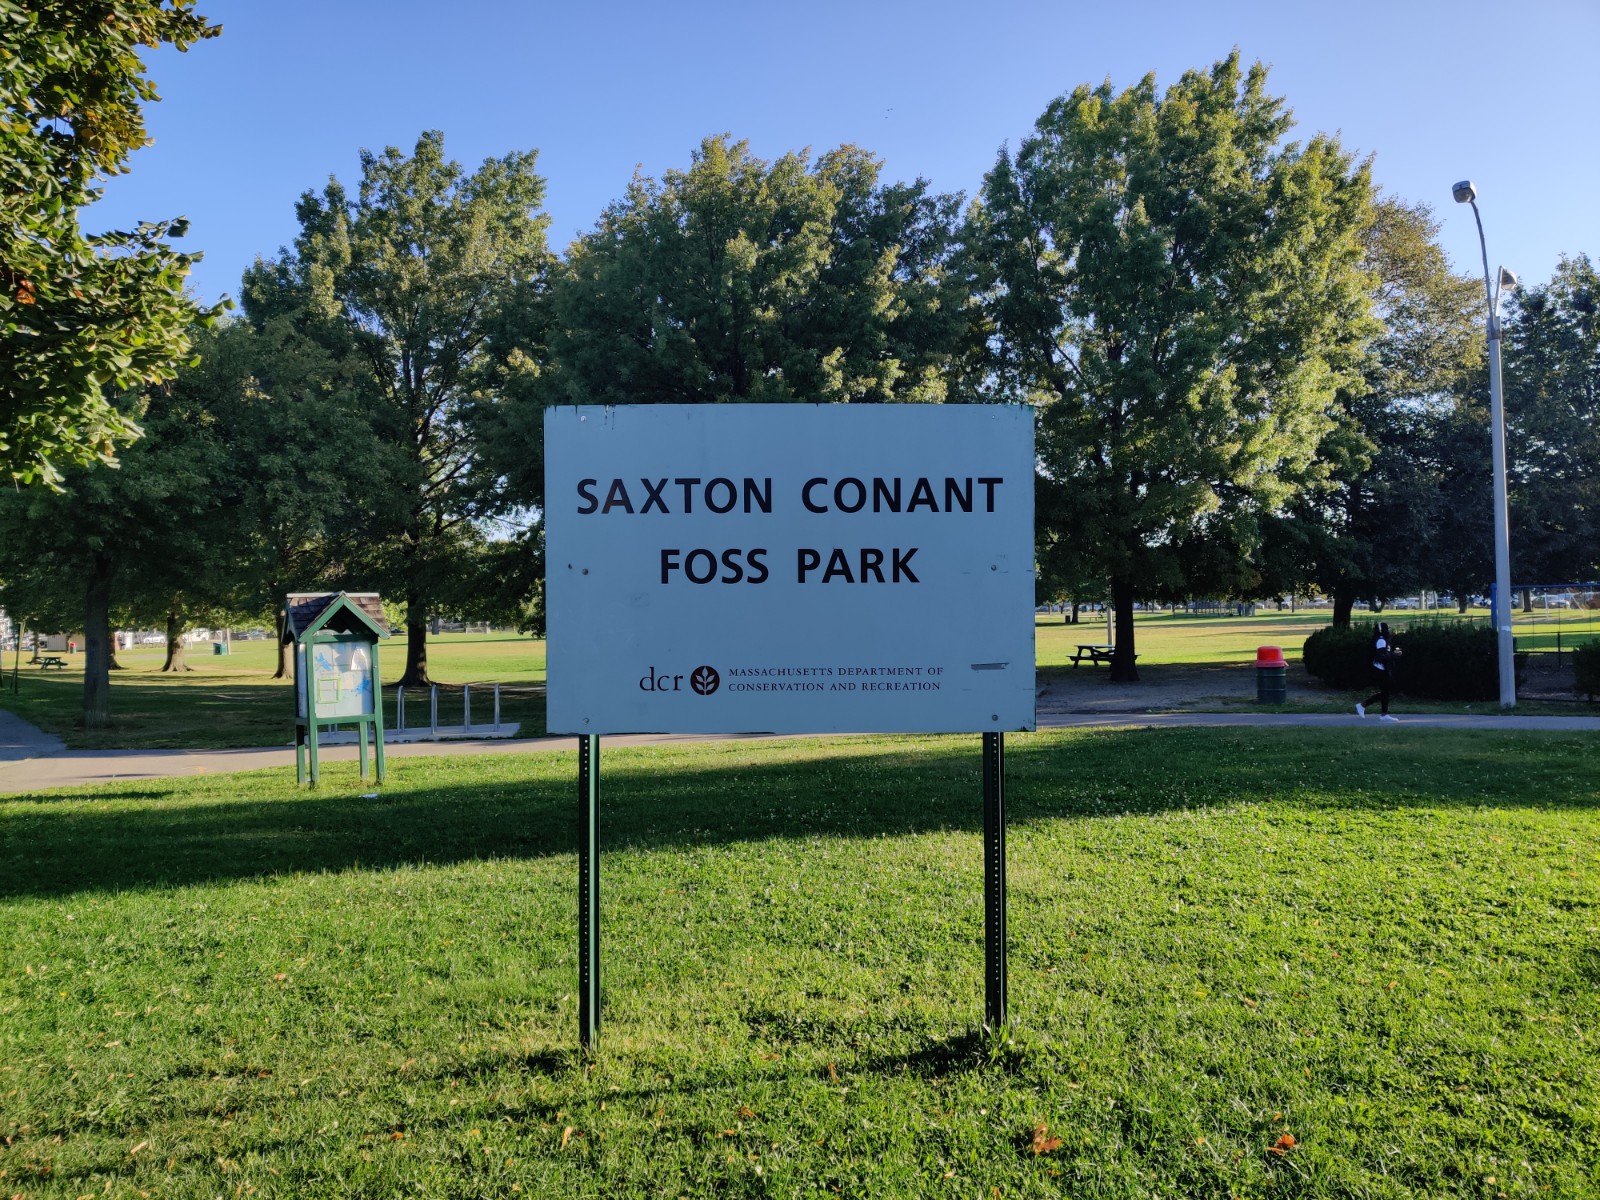 SAXTON CONANT
FOSS PARK
dcr
MASSACHUSETTS DEPARTMENT OF
CONSERVATION AND RECREATION